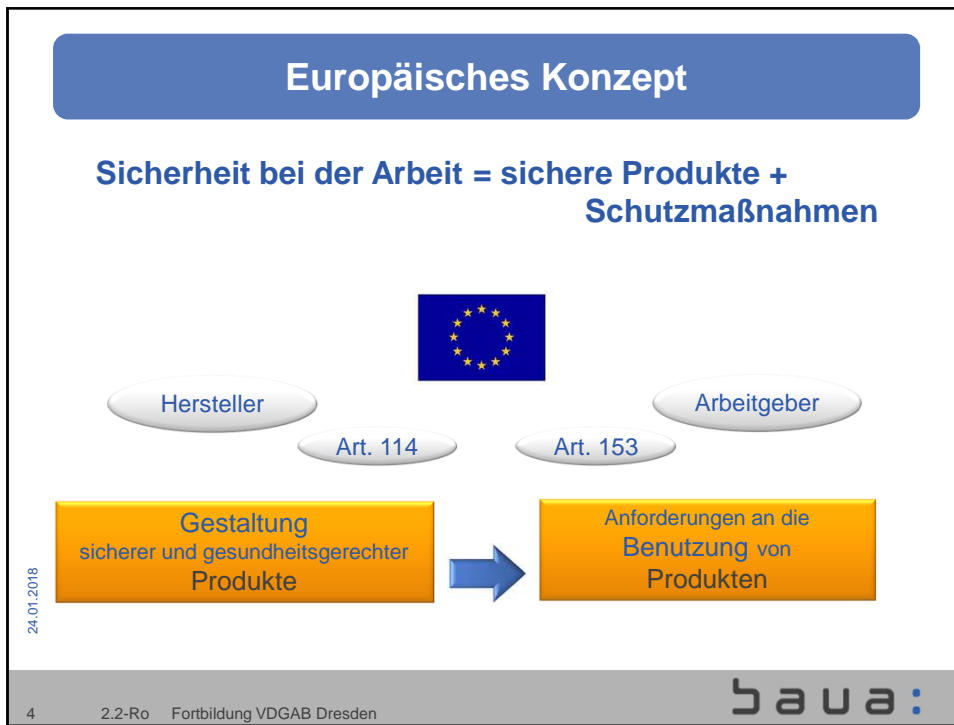 Europäisches Konzept
Sicherheit bei der Arbeit = sichere Produkte +
Schutzmaßnahmen
Hersteller
Arbeitgeber
Art. 114
Art. 153
Gestaltung
sicherer und gesundheitsgerechter
Produkte
Anforderungen an die
Benutzung von
Produkten
24.01.2018
4 2.2-Ro Fortbildung VDGAB Dresden
baua: